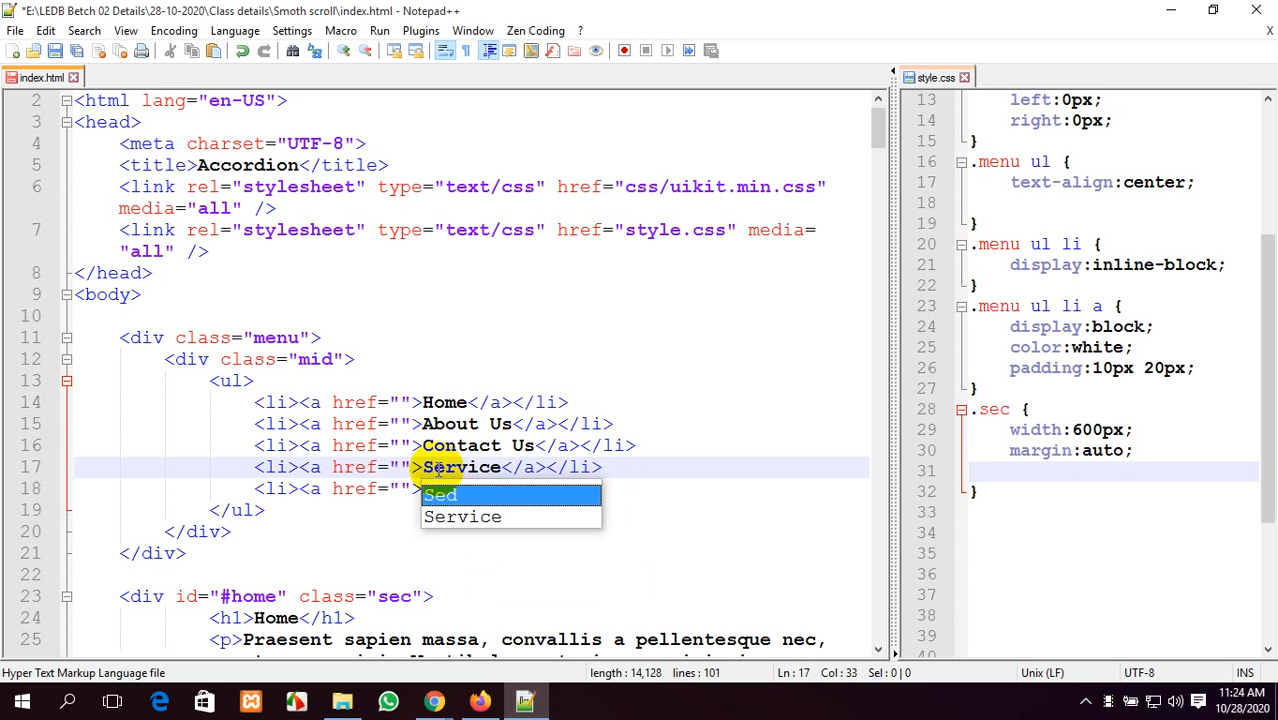 *E:\LEDB Betch 02 Details\28-10-2020\Class details\Smoth scroll\index.html - Notepad++
File Edit Search View Encoding Language Settings Macro Run Plugins Window Zen Coding ? X
index.html
style.css
2 <html lang="en-US">
3 <head>
4 <meta charset="UTF-8">
5 <title>Accordion</title>
6 <link rel="stylesheet" type="text/css" href="css/uikit.min.css"
media="all" />
7 <link rel="stylesheet" type="text/css" href="style.css" media=
"all" />
8 </head>
9 <body>
10
11 <div class="menu">
12 <div class="mid">
13 <ul>
14 <li><a href="">Home</a></li>
15 <li><a href="">About Us</a></li>
16 <li><a href="">Contact Us</a></li>
17 <li><a href="">Service</a></li>
18 <li><a href="">
Sed
Service
19 </ul>
20 </div>
21 </div>
22
23 <div id="#home" class="sec">
24 <h1>Home</h1>
25 <p>Praesent sapien massa, convallis a pellentesque nec,
13 left:0px;
14 right:0px;
15 }
16 .menu ul {
17 text-align:center;
18
19 }
20 .menu ul li {
21 display:inline-block;
22 }
23 .menu ul li a {
24 display:block;
25 color:white;
26 padding:10px 20px;
27 }
28 .sec {
29 width:600px;
30 margin:auto;
31
32 }
33
34
35
36
37
38
39
40
Hyper Text Markup Language file length : 14,128 lines : 101 Ln : 17 Col : 33 Sel : 0 | 0 Unix (LF) UTF-8 INS
11:24 AM
10/28/2020